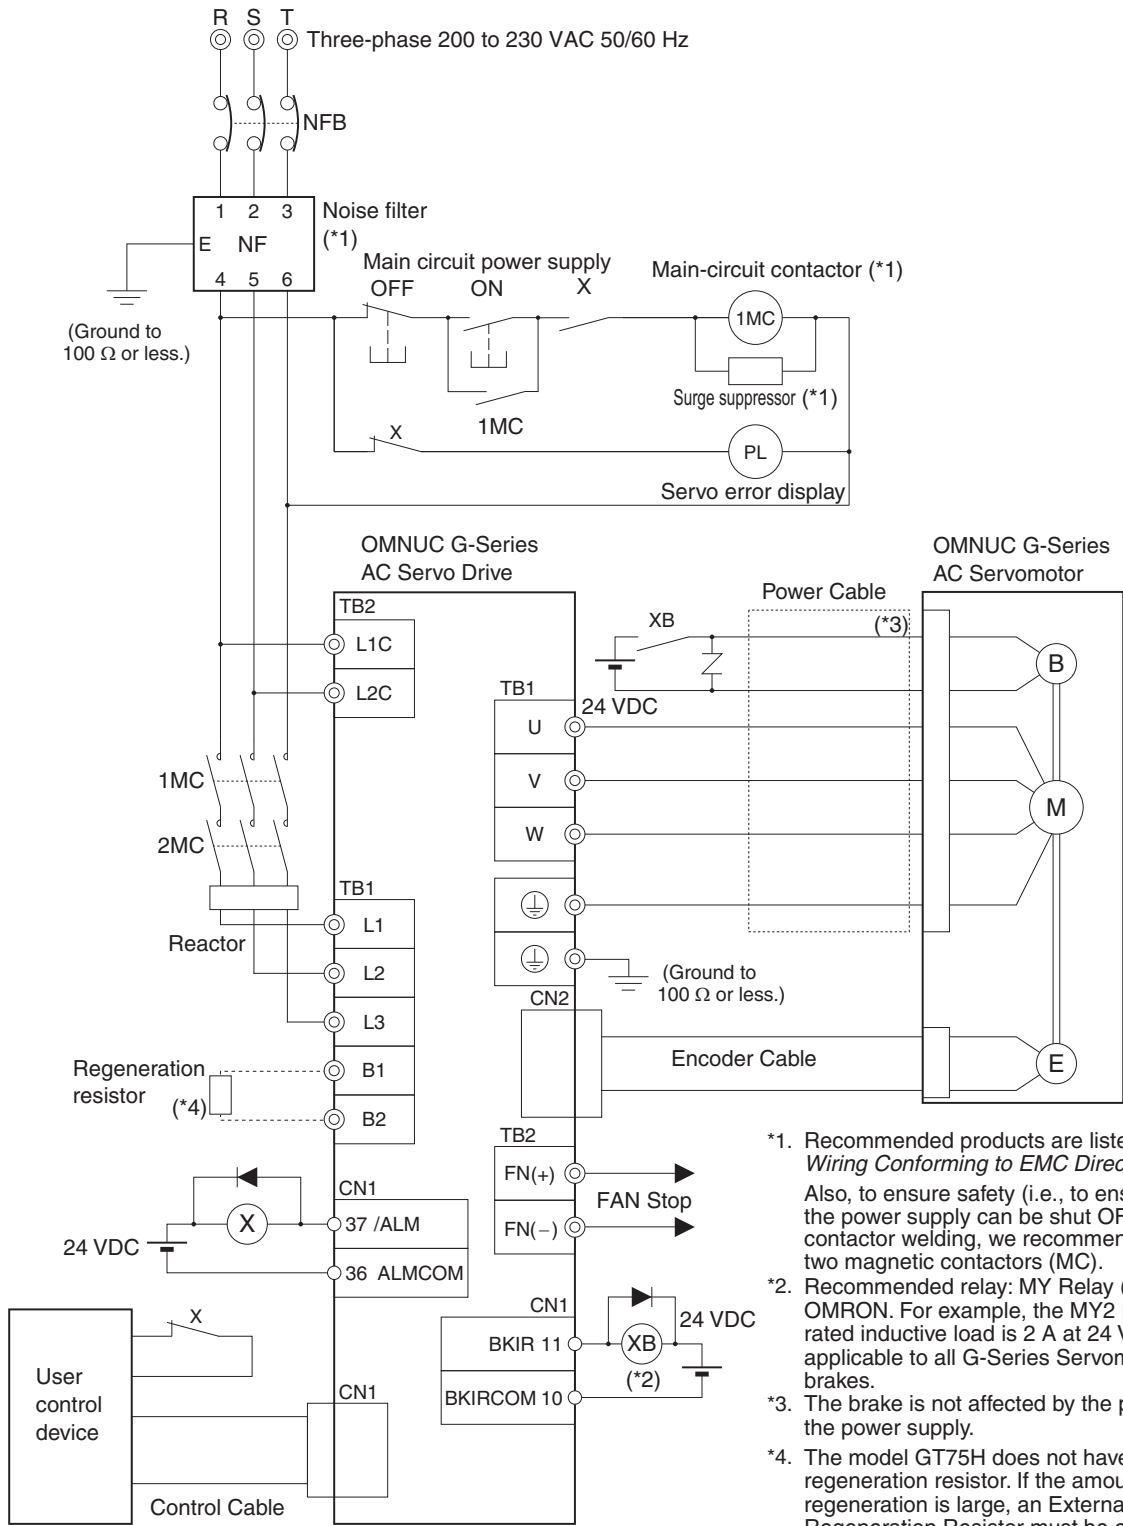 R S T
Three-phase 200 to 230 VAC 50/60 Hz
NFB
1 2 3
E NF
4 5 6
Noise filter
(*1)
(Ground to
100 Ω or less.)
Main circuit power supply
OFF ON X
Main-circuit contactor (*1)
1MC
Surge suppressor (*1)
1MC
X
PL
Servo error display
OMNUC G-Series
AC Servo Drive
OMNUC G-Series
AC Servomotor
TB2
L1C
L2C
Power Cable
(*3)
XB
24 VDC
B
TB1
U
V
W
M
1MC
2MC
Reactor
TB1
L1
L2
L3
B1
B2
(Ground to
100 Ω or less.)
CN2
Encoder Cable
E
Regeneration
resistor
(*4)
TB2
FN(+)
FN(−)
FAN Stop
X
24 VDC
CN1
37 /ALM
36 ALMCOM
CN1
BKIR 11
BKIRCOM 10
XB
(*2)
24 VDC
User
control
device
X
CN1
Control Cable
*1. Recommended products are
Wiring Conforming to EMC
Also, to ensure safety (i.e., to
the power supply can be shut
contactor welding, we
two magnetic contactors (MC).
*2. Recommended relay: MY Relay
OMRON. For example, the MY2
rated inductive load is 2 A at 24
applicable to all G-Series
brakes.
*3. The brake is not affected by the
the power supply.
*4. The model GT75H does not have
regeneration resistor. If the
regeneration is large, an
Regeneration Resistor must be